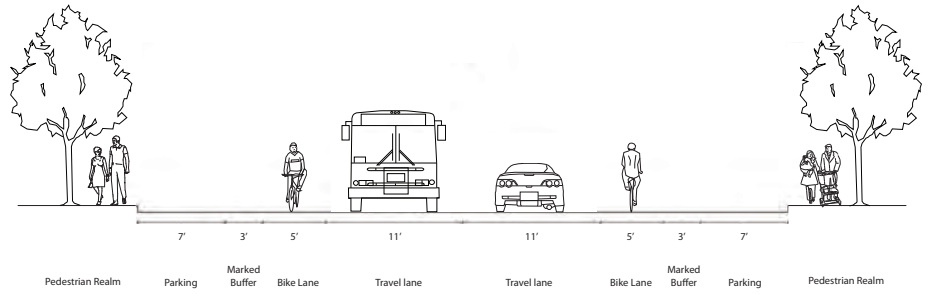 7’ 3’ 5’ 11’ 11’ 5’ 3’ 7’
Pedestrian Realm Parking Marked Buffer Bike Lane Travel lane Travel lane Bike Lane Marked Buffer Parking Pedestrian Realm